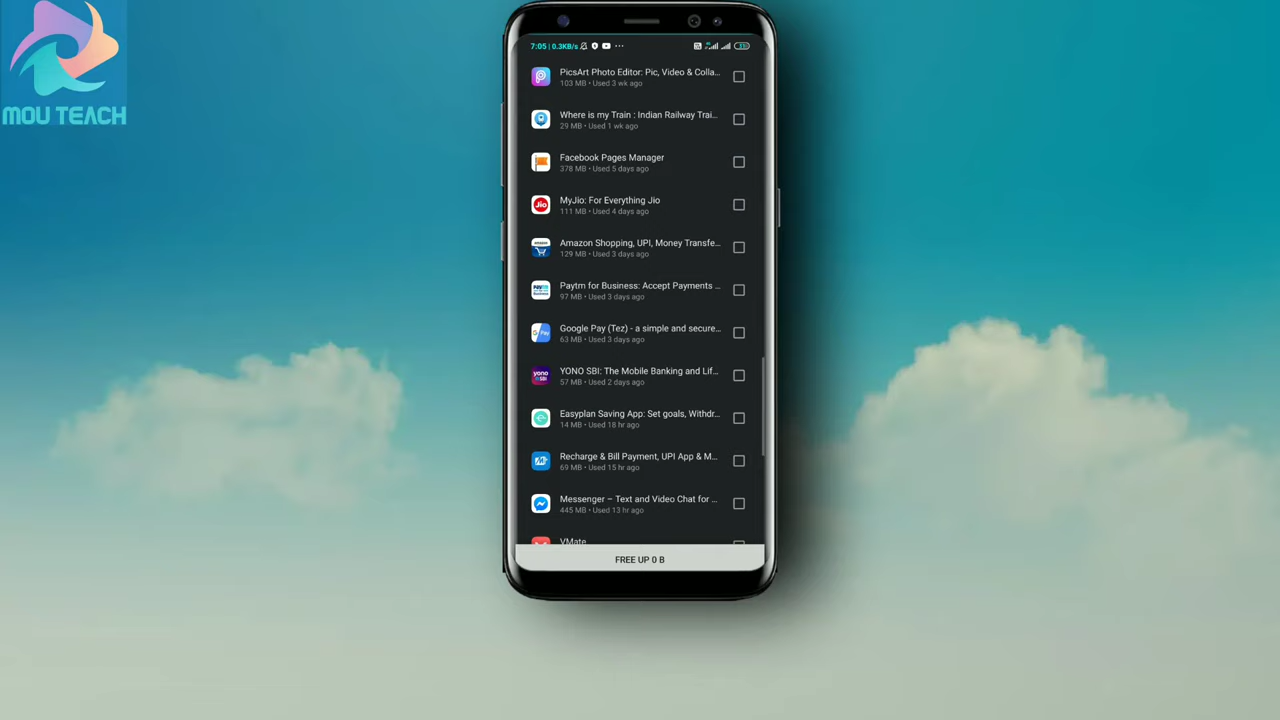 MOU TEACH
7:05 | 0.3KB/s
PicsArt Photo Editor: Pic, Video & Colla...
103 MB • Used 3 wk ago
Where is my Train : Indian Railway Trai...
29 MB • Used 1 wk ago
Facebook Pages Manager
378 MB • Used 5 days ago
Jio
MyJio: For Everything Jio
111 MB • Used 4 days ago
Amazon Shopping, UPI, Money Transfe...
129 MB • Used 3 days ago
Paytm for Business: Accept Payments ...
97 MB • Used 3 days ago
G Pay
Google Pay (Tez) - a simple and secure...
63 MB • Used 3 days ago
yono
SBI
YONO SBI: The Mobile Banking and Lif...
57 MB • Used 2 days ago
Easyplan Saving App: Set goals, Withdr...
14 MB • Used 18 hr ago
Recharge & Bill Payment, UPI App & M...
69 MB • Used 15 hr ago
Messenger – Text and Video Chat for ...
445 MB • Used 13 hr ago
VMate
FREE UP 0 B